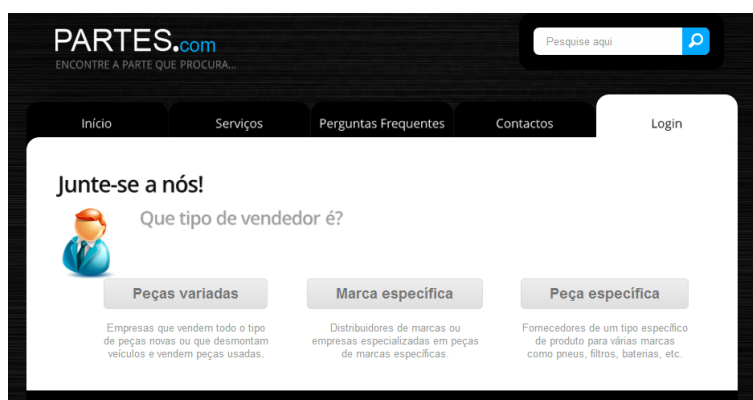 PARTES.com
ENCONTRE A PARTE QUE PROCURA...
Pesquise aqui
Início
Serviços
Perguntas Frequentes
Contactos
Login
Junte-se a nós!
Que tipo de vendedor é?
Peças variadas
Marca específica
Peça específica
Empresas que vendem todo o tipo
de peças novas ou que desmontam
veículos e vendem peças usadas.
Distribuidores de marcas ou
empresas especializadas em peças
de marcas específicas.
Fornecedores de um tipo específico
de produto para várias marcas
como pneus, filtros, baterias, etc.